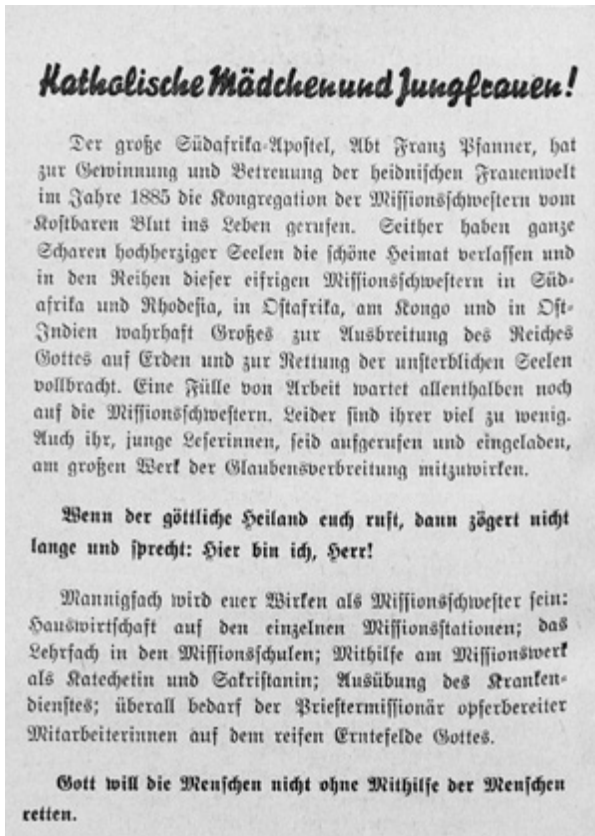 Katholische Mädchen und Jungfrauen!
Der große Südafrika-Apostel, Abt Franz Pfanner, hat
zur Gewinnung und Betreuung der heidnischen Frauenwelt
im Jahre 1885 die Kongregation der Missionsschwestern vom
Kostbaren Blut ins Leben gerufen. Seither haben ganze
Scharen hochherziger Seelen die schöne Heimat verlassen und
in den Reihen dieser eifrigen Missionsschwestern in Süd-
afrika und Rhodesia, in Ostafrika, am Kongo und in Ost-
Indien wahrhaft Großes zur Ausbreitung des Reiches
Gottes auf Erden und zur Rettung der unsterblichen Seelen
vollbracht. Eine Fülle von Arbeit wartet allenthalben noch
auf die Missionsschwestern. Leider sind ihrer viel zu wenig.
Auch ihr, junge Leserinnen, seid aufgerufen und eingeladen,
am großen Werk der Glaubensverbreitung mitzuwirken.
Wenn der göttliche Heiland euch ruft, dann zögert nicht
lange und sprecht: Hier bin ich, Herr!
Mannigfach wird euer Wirken als Missionsschwester sein:
Hauswirtschaft auf den einzelnen Missionsstationen; das
Lehrfach in den Missionsschulen; Mithilfe am Missionswerk
als Katechetin und Sakristanin; Ausübung des Kranken-
dienstes; überall bedarf der Priestermissionär opferbereiter
Mitarbeiterinnen auf dem reifen Erntefelde Gottes.
Gott will die Menschen nicht ohne Mithilfe der Menschen
retten.